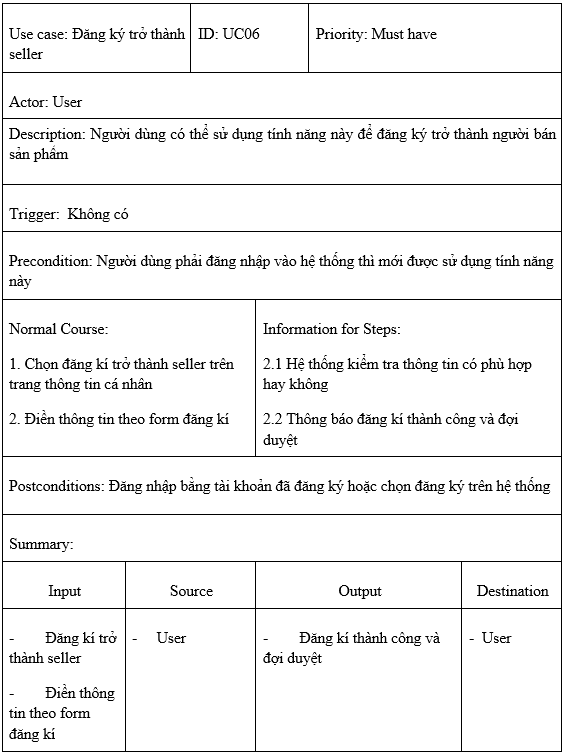 Use case: Đăng ký trở thành
seller
ID: UC06
Priority: Must have
Actor: User
Description: Người dùng có thể sử dụng tính năng này để đăng ký trở thành người bán
sản phẩm
Trigger: Không có
Precondition: Người dùng phải đăng nhập vào hệ thống thì mới được sử dụng tính năng
này
Normal Course:
1. Chọn đăng kí trở thành seller trên
trang thông tin cá nhân
2. Điền thông tin theo form đăng kí
Information for Steps:
2.1 Hệ thống kiểm tra thông tin có phù hợp
hay không
2.2 Thông báo đăng kí thành công và đợi
duyệt
Postconditions: Đăng nhập bằng tài khoản đã đăng ký hoặc chọn đăng ký trên hệ thống
Summary:
Input
Source
Output
Destination
- Đăng kí trở
thành seller
- Điền thông
tin theo form
đăng kí
- User
- Đăng kí thành công và
đợi duyệt
- User